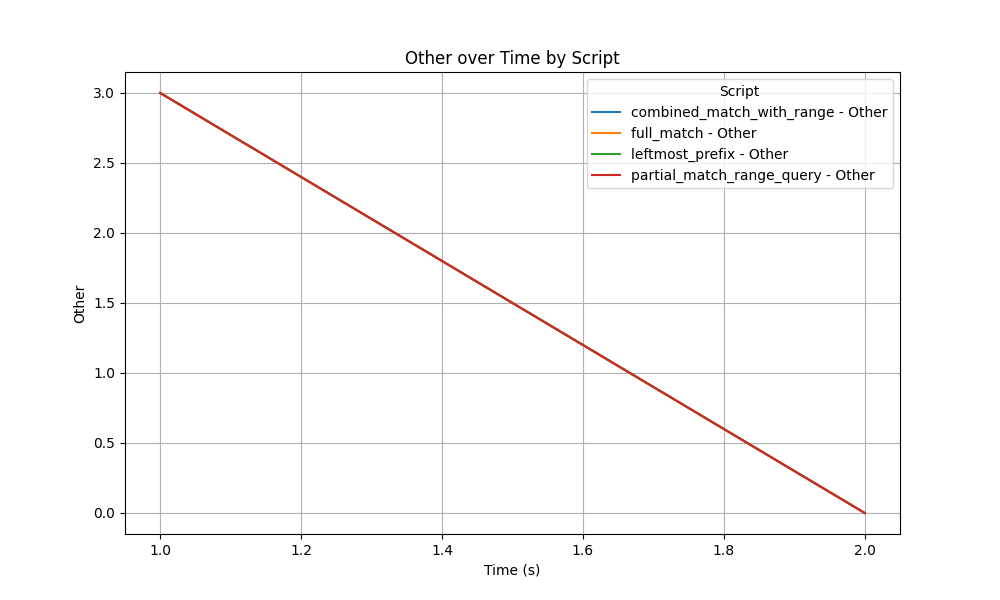 Other over Time by Script
Script
combined_match_with_range - Other
full_match - Other
leftmost_prefix - Other
partial_match_range_query - Other
3.0
2.5
2.0
1.5
1.0
0.5
0.0
Other
1.0 1.2 1.4 1.6 1.8 2.0
Time (s)